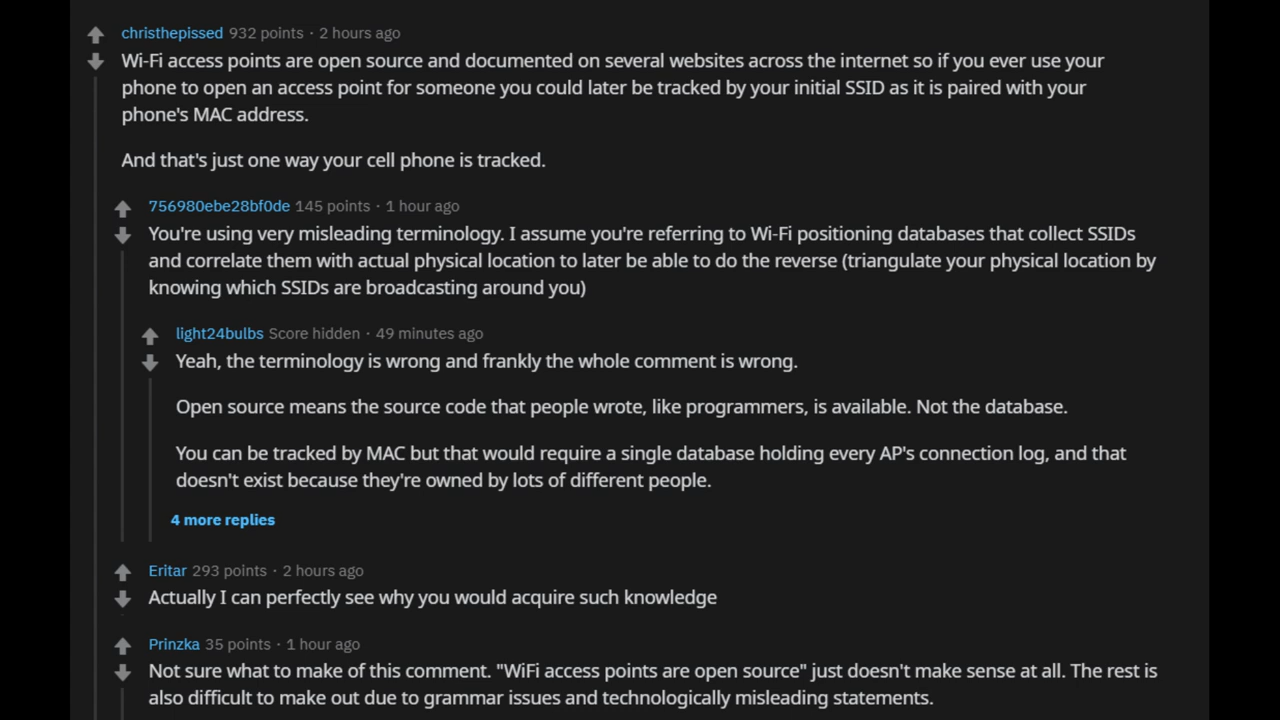 christhepissed 932 points · 2 hours ago
Wi-Fi access points are open source and documented on several websites across the internet so if you ever use your
phone to open an access point for someone you could later be tracked by your initial SSID as it is paired with your
phone's MAC address.
And that's just one way your cell phone is tracked.
756980ebe28bf0de 145 points · 1 hour ago
You're using very misleading terminology. I assume you're referring to Wi-Fi positioning databases that collect SSIDs
and correlate them with actual physical location to later be able to do the reverse (triangulate your physical location by
knowing which SSIDs are broadcasting around you)
light24bulbs Score hidden · 49 minutes ago
Yeah, the terminology is wrong and frankly the whole comment is wrong.
Open source means the source code that people wrote, like programmers, is available. Not the database.
You can be tracked by MAC but that would require a single database holding every AP's connection log, and that
doesn't exist because they're owned by lots of different people.
4 more replies
Eritar 293 points · 2 hours ago
Actually I can perfectly see why you would acquire such knowledge
Prinzka 35 points · 1 hour ago
Not sure what to make of this comment. "WiFi access points are open source" just doesn't make sense at all. The rest is
also difficult to make out due to grammar issues and technologically misleading statements.